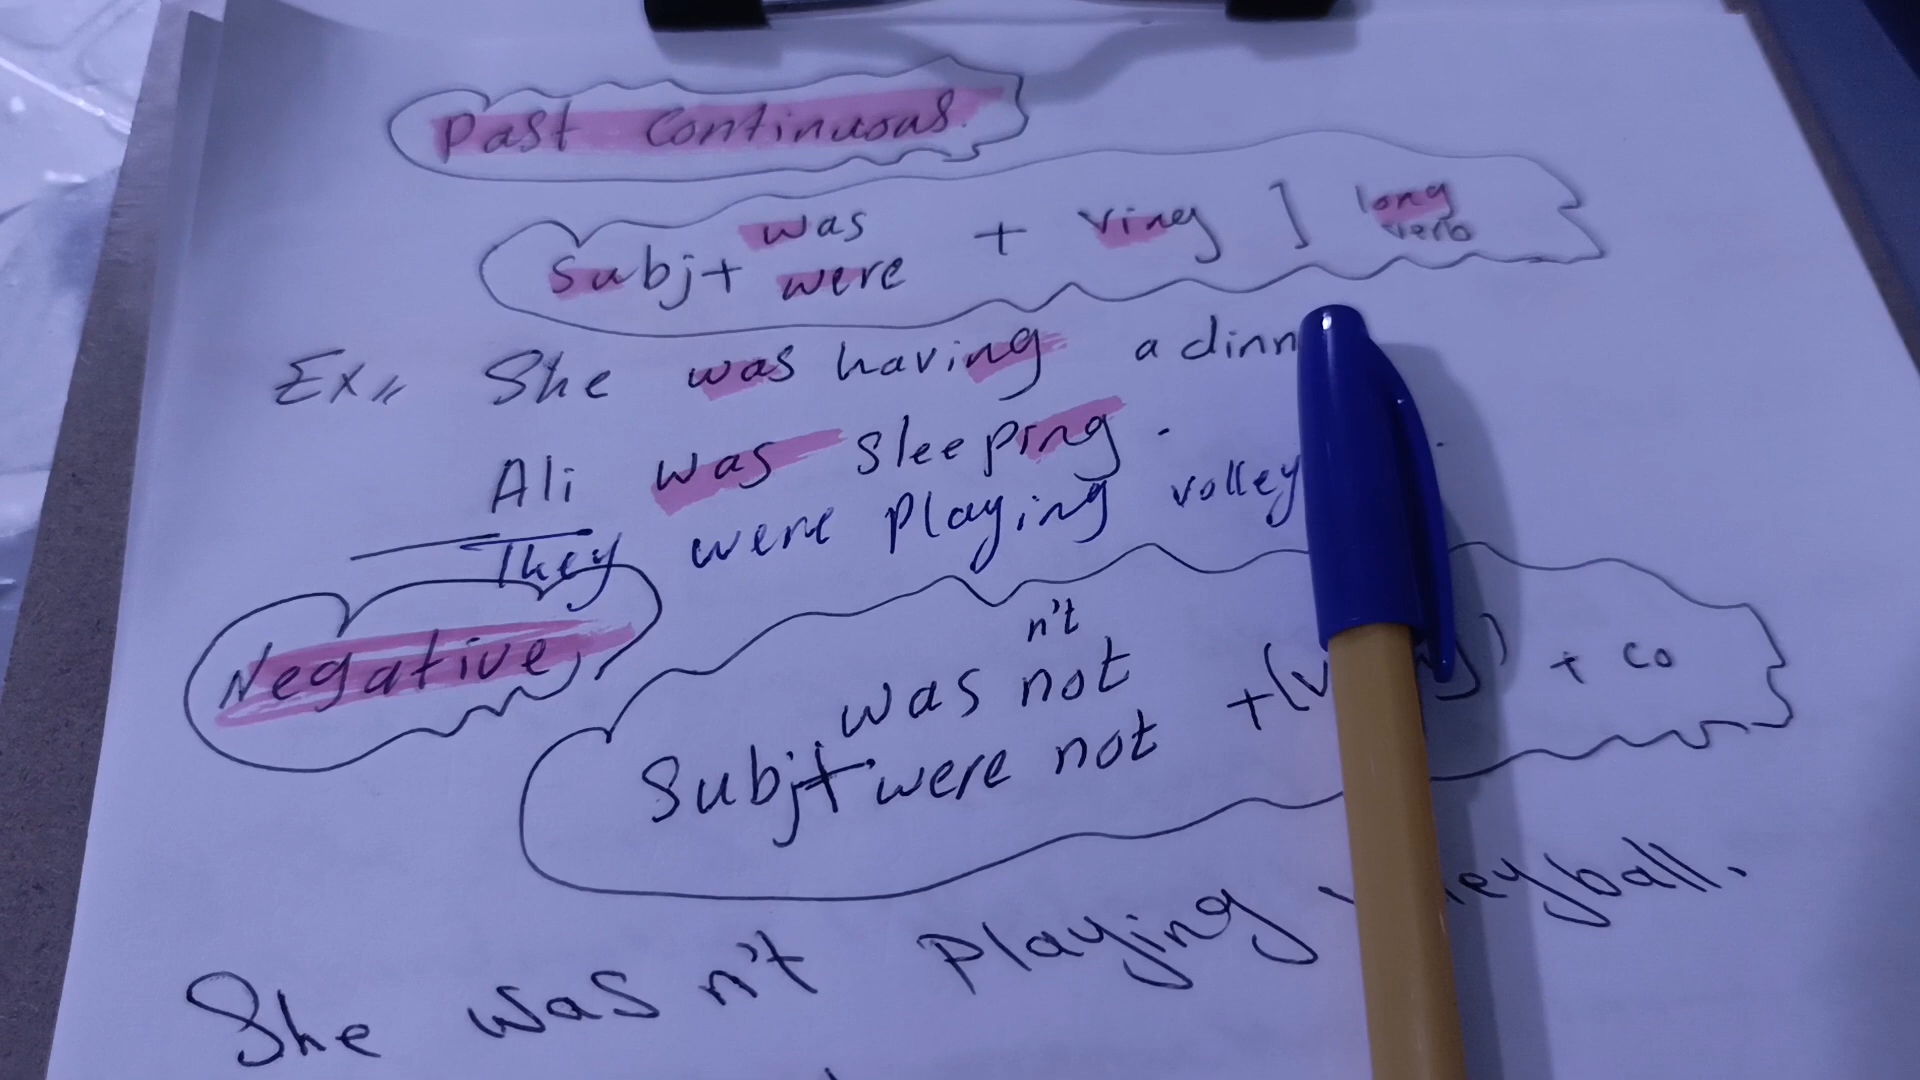 Past Continuous.
Subj+ was were + Ving ] long verb
Ex,, She was having a dinn
Ali was sleeping.
They were playing volley
Negative,
n't
Subj+ was not were not + (v g) + Co
She wasn't playing eyball.